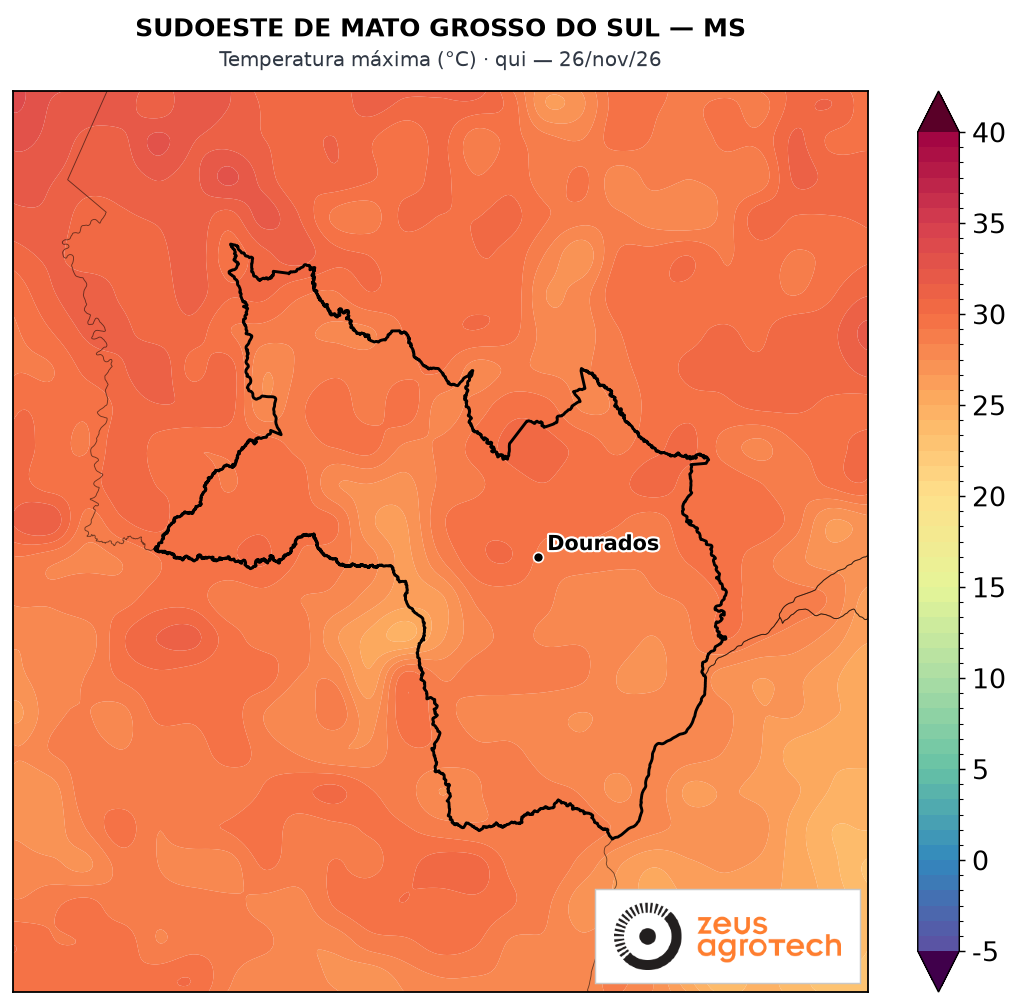 SUDOESTE DE MATO GROSSO DO SUL — MS
Temperatura máxima (°C) · qui — 26/nov/26
40
35
30
25
20
15
10
5
0
-5
Dourados
zeus
agrotech